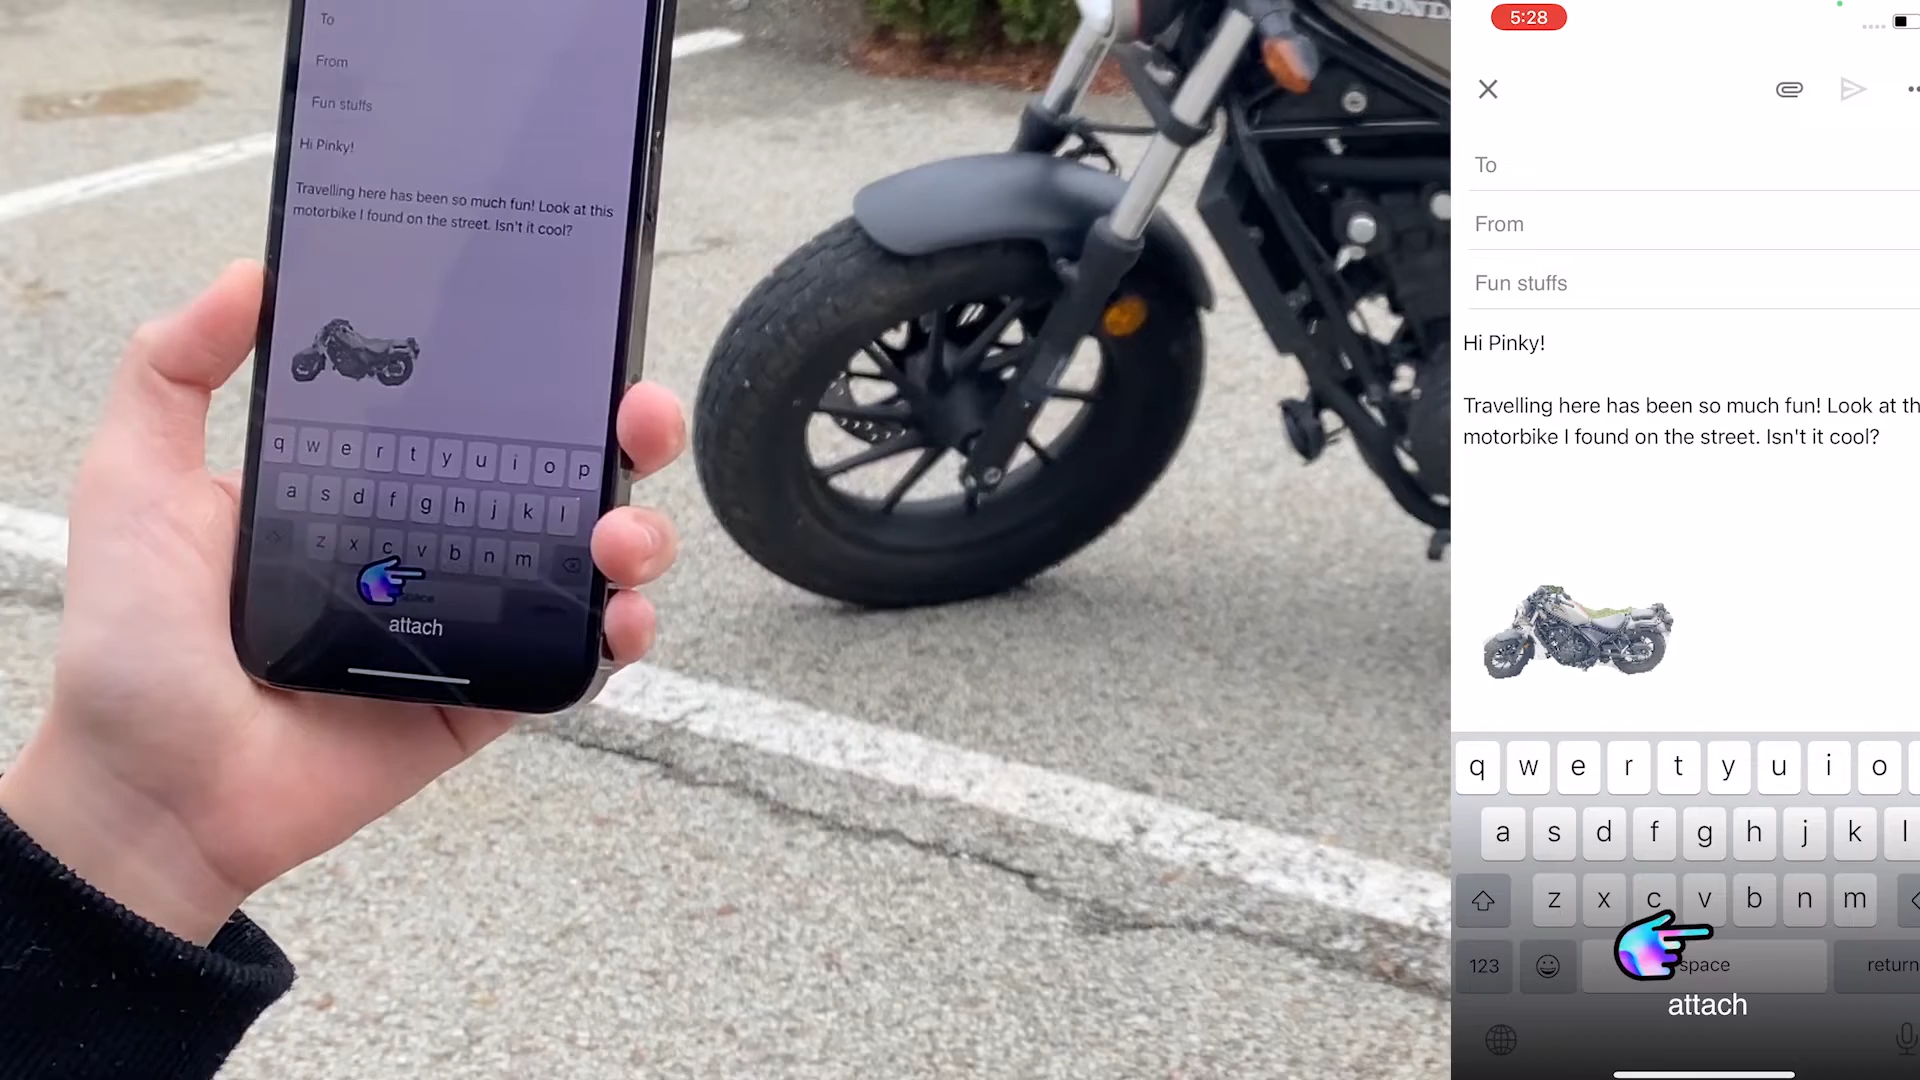 To
From
Fun stuffs
Hi Pinky!
Travelling here has been so much fun! Look at this
motorbike I found on the street. Isn't it cool?
q w e r t y u i o p
a s d f g h j k l
z x c v b n m
space
attach
HONDA
5:28
To
From
Fun stuffs
Hi Pinky!
Travelling here has been so much fun! Look at th
motorbike I found on the street. Isn't it cool?
q w e r t y u i o
a s d f g h j k l
z x c v b n m
123 space return
attach